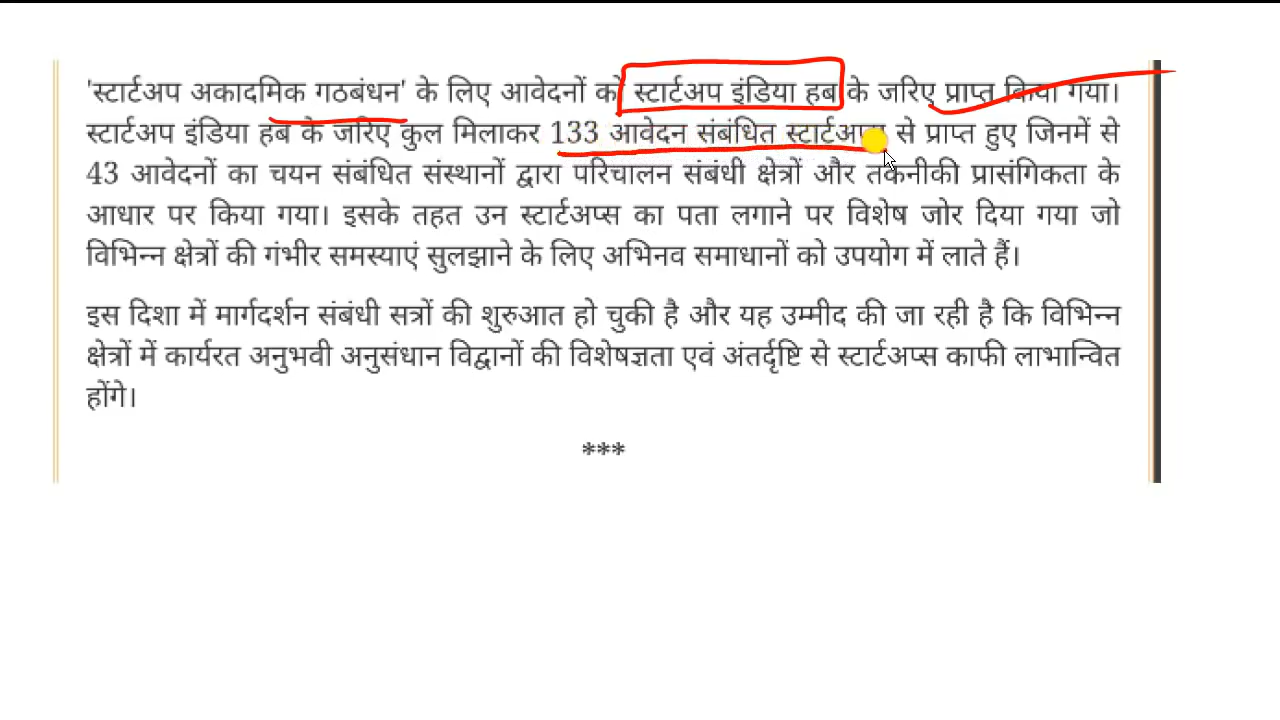 'स्टार्टअप अकादमिक गठबंधन' के लिए आवेदनों को स्टार्टअप इंडिया हब के जरिए प्राप्त किया गया।
स्टार्टअप इंडिया हब के जरिए कुल मिलाकर 133 आवेदन संबंधित स्टार्टअप्स से प्राप्त हुए जिनमें से
43 आवेदनों का चयन संबंधित संस्थानों द्वारा परिचालन संबंधी क्षेत्रों और तकनीकी प्रासंगिकता के
आधार पर किया गया। इसके तहत उन स्टार्टअप्स का पता लगाने पर विशेष जोर दिया गया जो
विभिन्न क्षेत्रों की गंभीर समस्याएं सुलझाने के लिए अभिनव समाधानों को उपयोग में लाते हैं।
इस दिशा में मार्गदर्शन संबंधी सत्रों की शुरुआत हो चुकी है और यह उम्मीद की जा रही है कि विभिन्न
क्षेत्रों में कार्यरत अनुभवी अनुसंधान विद्वानों की विशेषज्ञता एवं अंतर्दृष्टि से स्टार्टअप्स काफी लाभान्वित
होंगे।
***